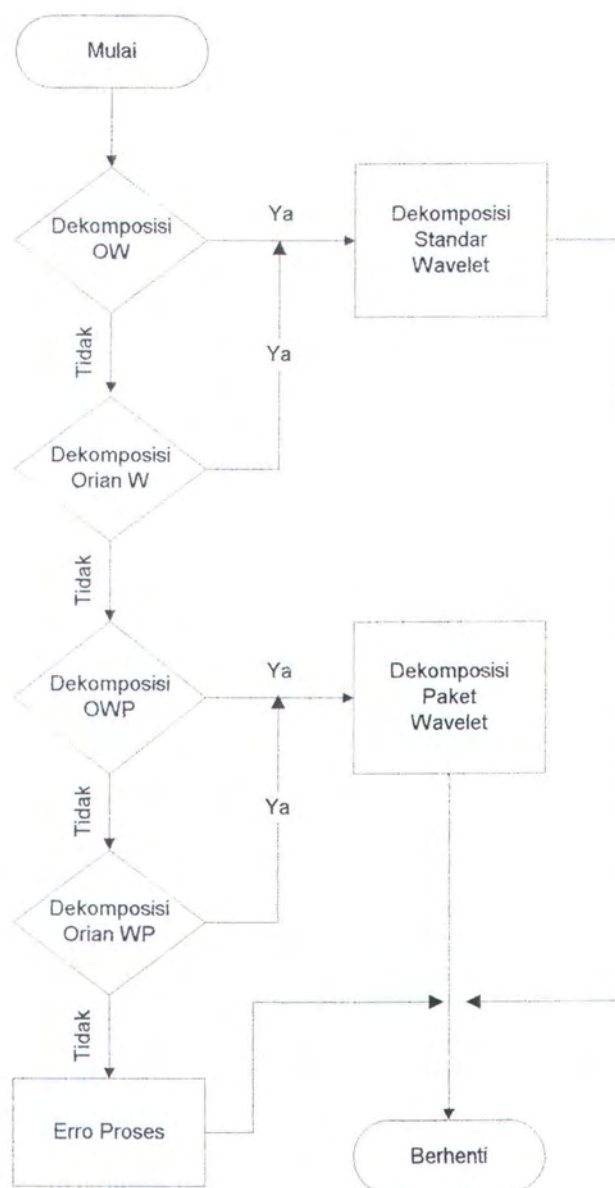 Mulai
Dekomposisi
OW
Ya
Dekomposisi
Standar
Wavelet
Tidak
Ya
Dekomposisi
Orian W
Tidak
Dekomposisi
OWP
Ya
Dekomposisi
Paket
Wavelet
Tidak
Ya
Dekomposisi
Orian WP
Tidak
Erro Proses
Berhenti